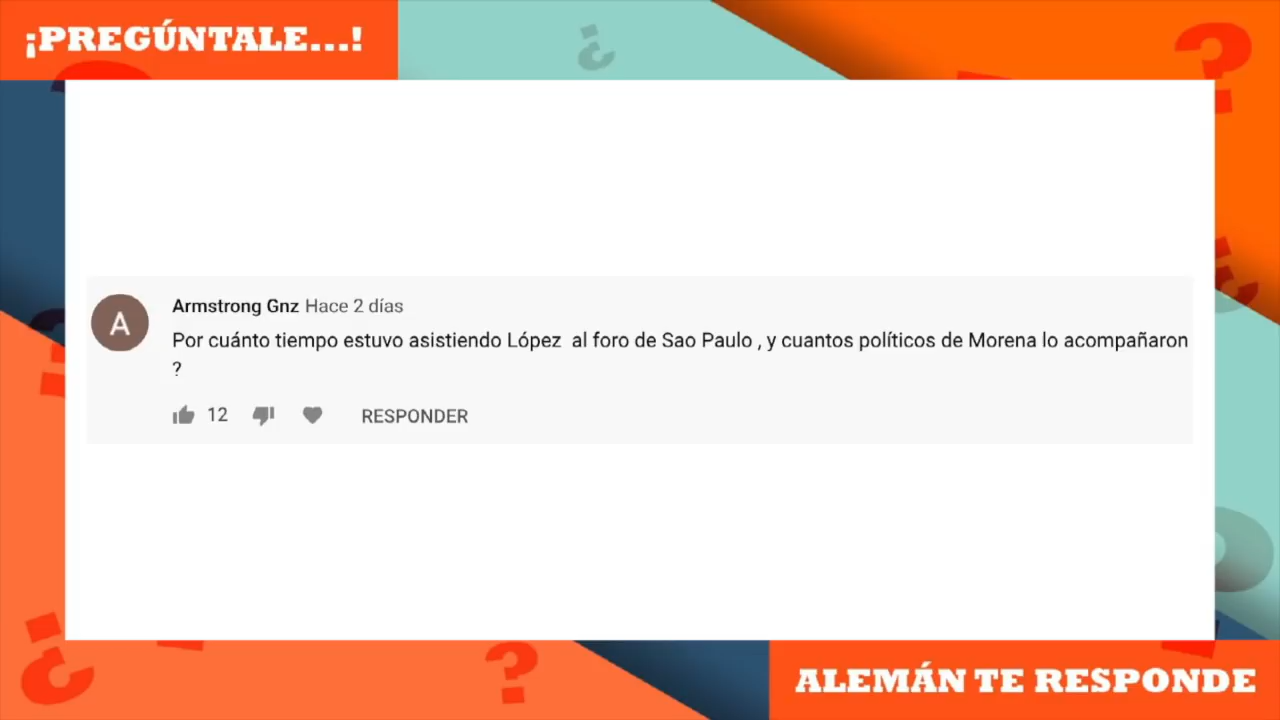 ¡PREGÚNTALE...!
Armstrong Gnz Hace 2 días
Por cuánto tiempo estuvo asistiendo López  al foro de Sao Paulo , y cuantos políticos de Morena lo acompañaron
?
12
RESPONDER
ALEMÁN TE RESPONDE